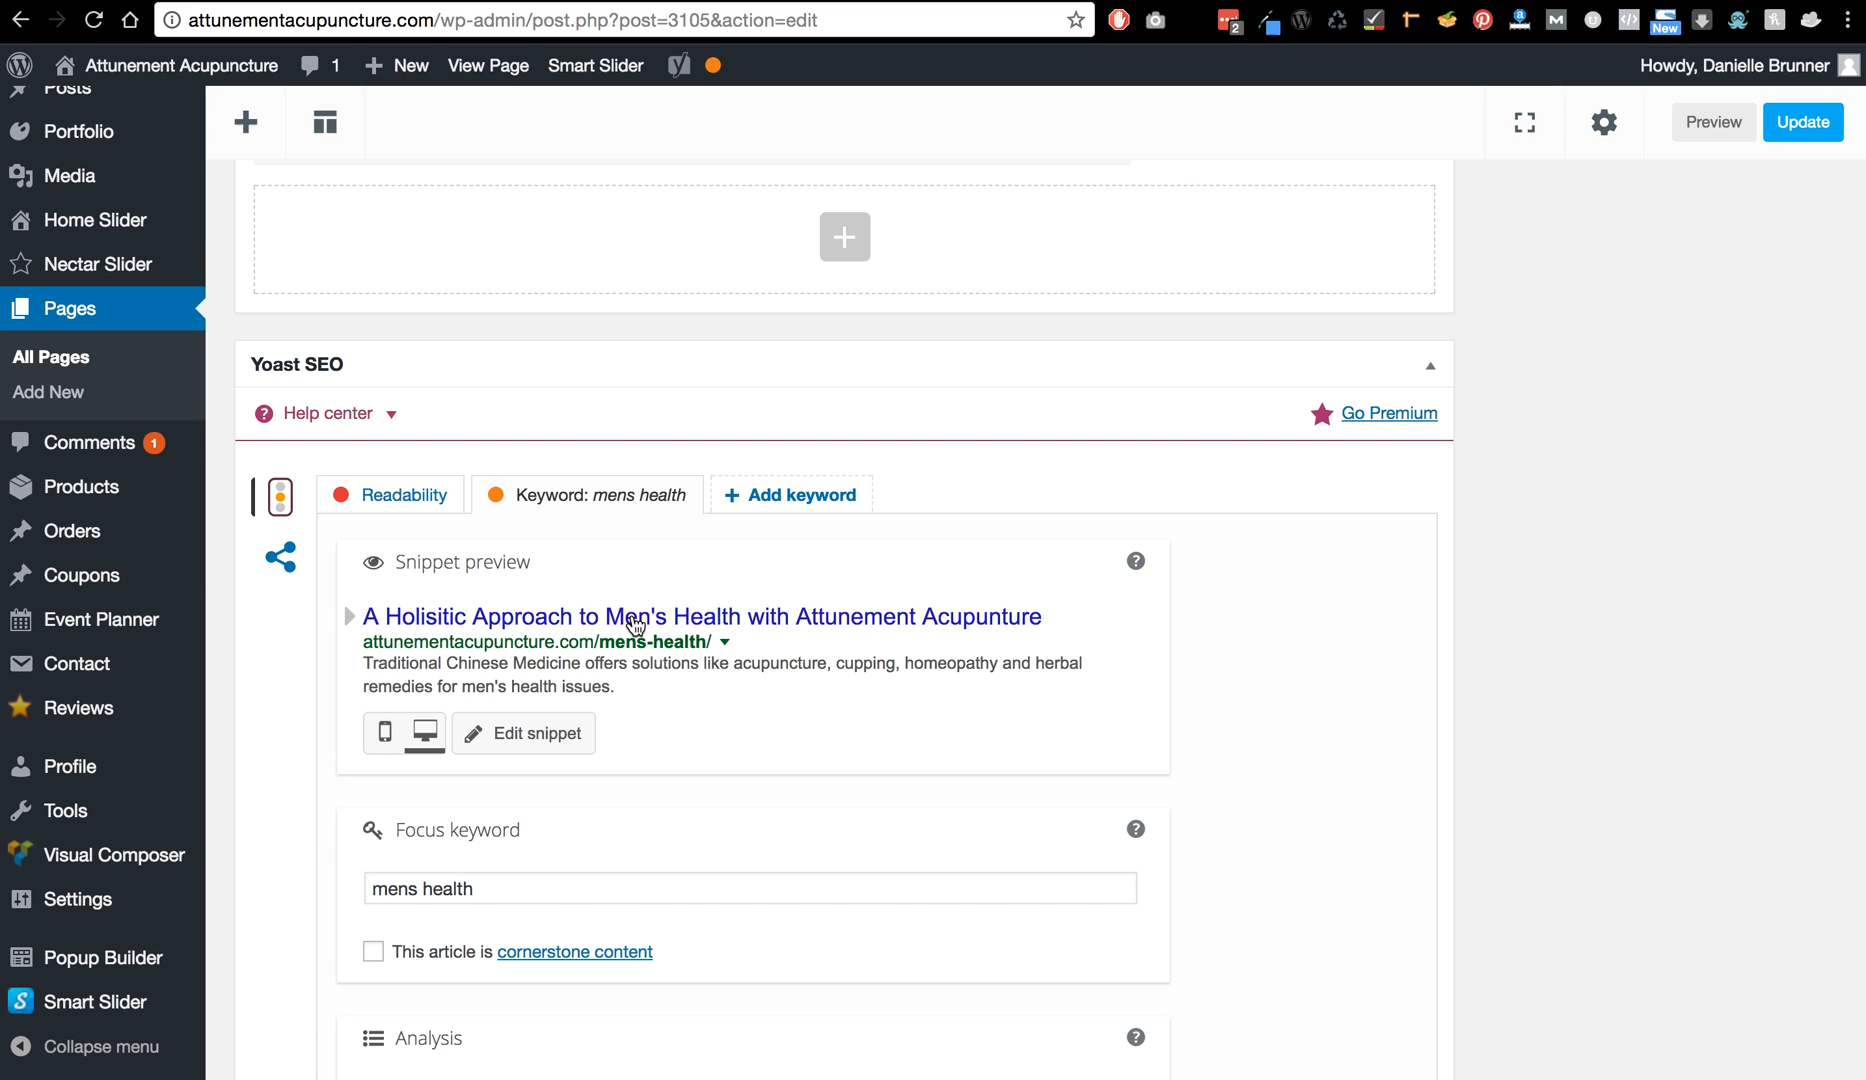 attunementacupuncture.com/wp-admin/post.php?post=3105&action=edit
2
New
Attunement Acupuncture
1
New
View Page
Smart Slider
Howdy, Danielle Brunner
Posts
Portfolio
Media
Home Slider
Nectar Slider
Pages
All Pages
Add New
Comments 1
Products
Orders
Coupons
Event Planner
Contact
Reviews
Profile
Tools
Visual Composer
Settings
Popup Builder
Smart Slider
Collapse menu
Preview
Update
Yoast SEO
Help center
Go Premium
Readability
Keyword: mens health
Add keyword
Snippet preview
A Holisitic Approach to Men's Health with Attunement Acupunture
attunementacupuncture.com/mens-health/
Traditional Chinese Medicine offers solutions like acupuncture, cupping, homeopathy and herbal
remedies for men's health issues.
Edit snippet
Focus keyword
mens health
This article is cornerstone content
Analysis